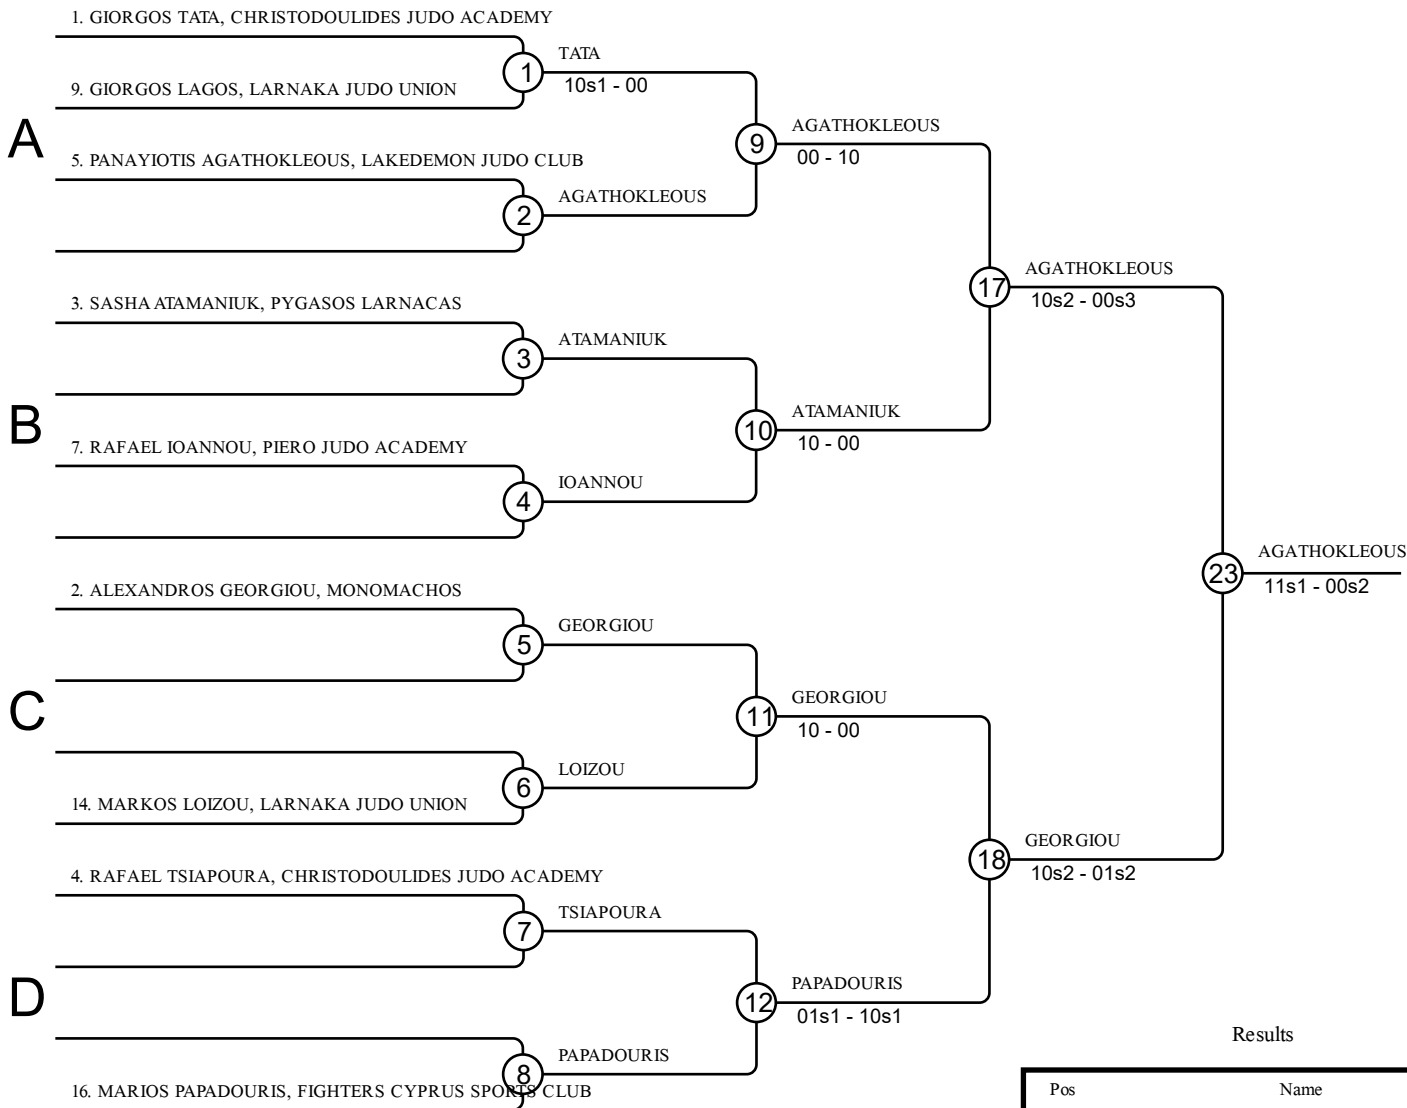 1. GIORGOS TATA, CHRISTODOULIDES JUDO ACADEMY
TATA
1
10s1 - 00
9. GIORGOS LAGOS, LARNAKA JUDO UNION
A
AGATHOKLEOUS
9
00 - 10
5. PANAYIOTIS AGATHOKLEOUS, LAKEDEMON JUDO CLUB
AGATHOKLEOUS
2
AGATHOKLEOUS
17
10s2 - 00s3
3. SASHA ATAMANIUK, PYGASOS LARNACAS
ATAMANIUK
3
B
ATAMANIUK
10
10 - 00
7. RAFAEL IOANNOU, PIERO JUDO ACADEMY
IOANNOU
4
AGATHOKLEOUS
23
11s1 - 00s2
2. ALEXANDROS GEORGIOU, MONOMACHOS
GEORGIOU
5
C
GEORGIOU
11
10 - 00
LOIZOU
6
14. MARKOS LOIZOU, LARNAKA JUDO UNION
GEORGIOU
18
10s2 - 01s2
4. RAFAEL TSIAPOURA, CHRISTODOULIDES JUDO ACADEMY
TSIAPOURA
7
D
PAPADOURIS
12
01s1 - 10s1
PAPADOURIS
8
16. MARIOS PAPADOURIS, FIGHTERS CYPRUS SPORTS CLUB
Results
Pos Name